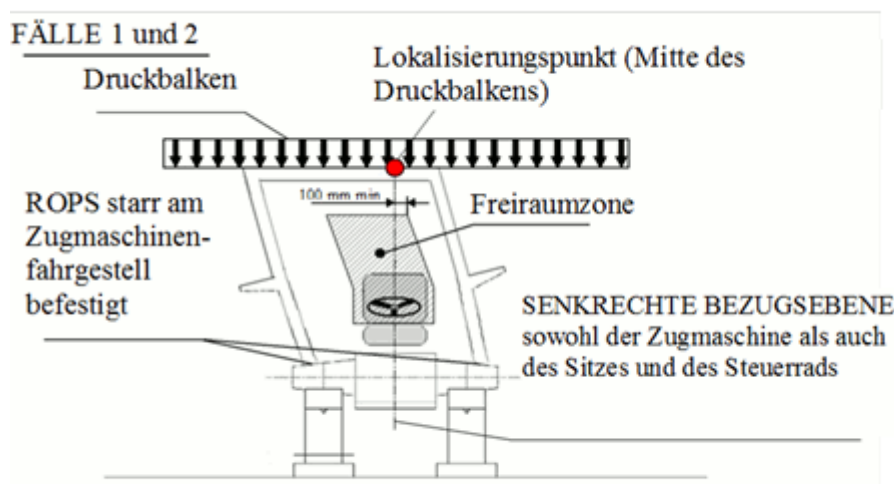 FÄLLE 1 und 2
Druckbalken
Lokalisierungspunkt (Mitte des
Druckbalkens)
100 mm min
ROPS starr am
Zugmaschinen-
fahrgestell
befestigt
Freiraumzone
SENKRECHTE BEZUGSEBENE
sowohl der Zugmaschine als auch
des Sitzes und des Steuerrads